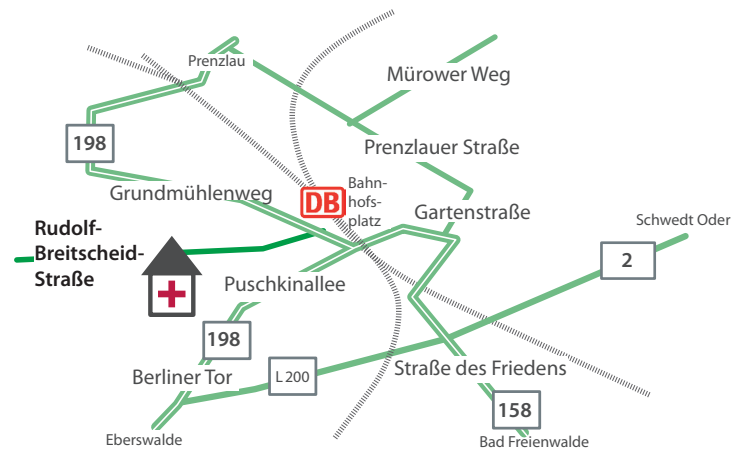 Prenzlau
Mürower Weg
198
Prenzlauer Straße
Grundmühlenweg
DB
Bahn-
hofs-
platz
Gartenstraße
Schwedt Oder
Rudolf-
Breitscheid-
Straße
2
Puschkinallee
198
Berliner Tor
L 200
Straße des Friedens
158
Eberswalde
Bad Freienwalde